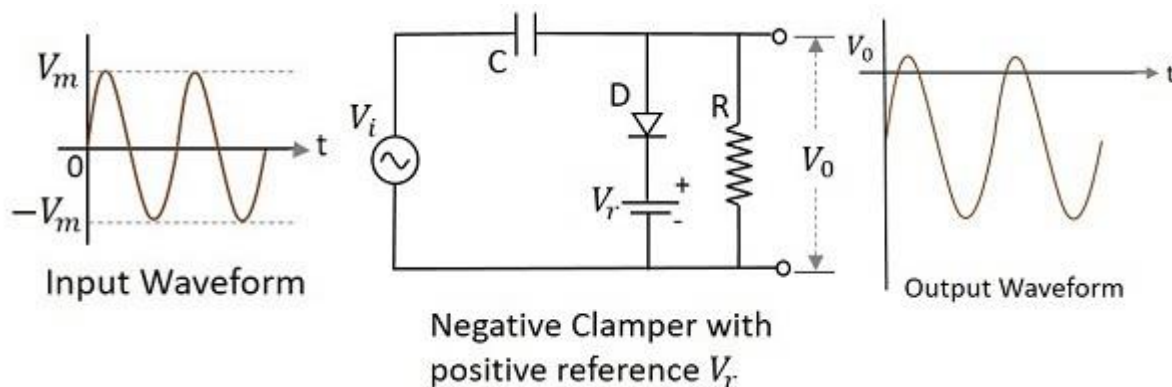 V_m
0
t
-V_m
Input Waveform
V_i
C
D
R
V_r
+
-
V_0
Negative Clamper with
positive reference V_r
V_0
t
Output Waveform